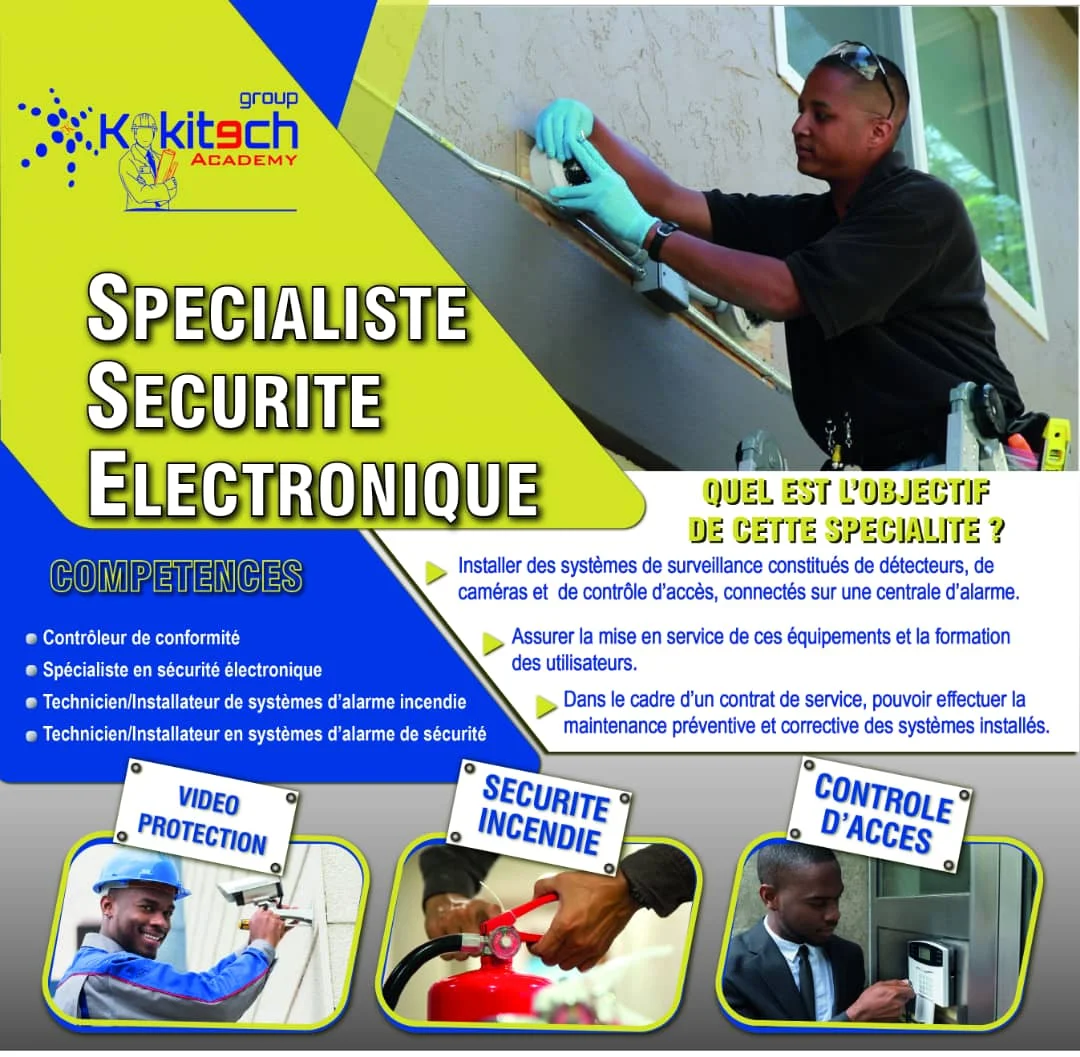 group
Kokitech
ACADEMY
SPECIALISTE
SECURITE
ELECTRONIQUE
QUEL EST L'OBJECTIF
DE CETTE SPECIALITE ?
Installer des systèmes de surveillance constitués de détecteurs, de
caméras et de contrôle d'accès, connectés sur une centrale d'alarme.
Assurer la mise en service de ces équipements et la formation
des utilisateurs.
Dans le cadre d'un contrat de service, pouvoir effectuer la
maintenance préventive et corrective des systèmes installés.
COMPETENCES
Contrôleur de conformité
Spécialiste en sécurité électronique
Technicien/Installateur de systèmes d'alarme incendie
Technicien/Installateur en systèmes d'alarme de sécurité
VIDEO
PROTECTION
SECURITE
INCENDIE
CONTROLE
D'ACCES